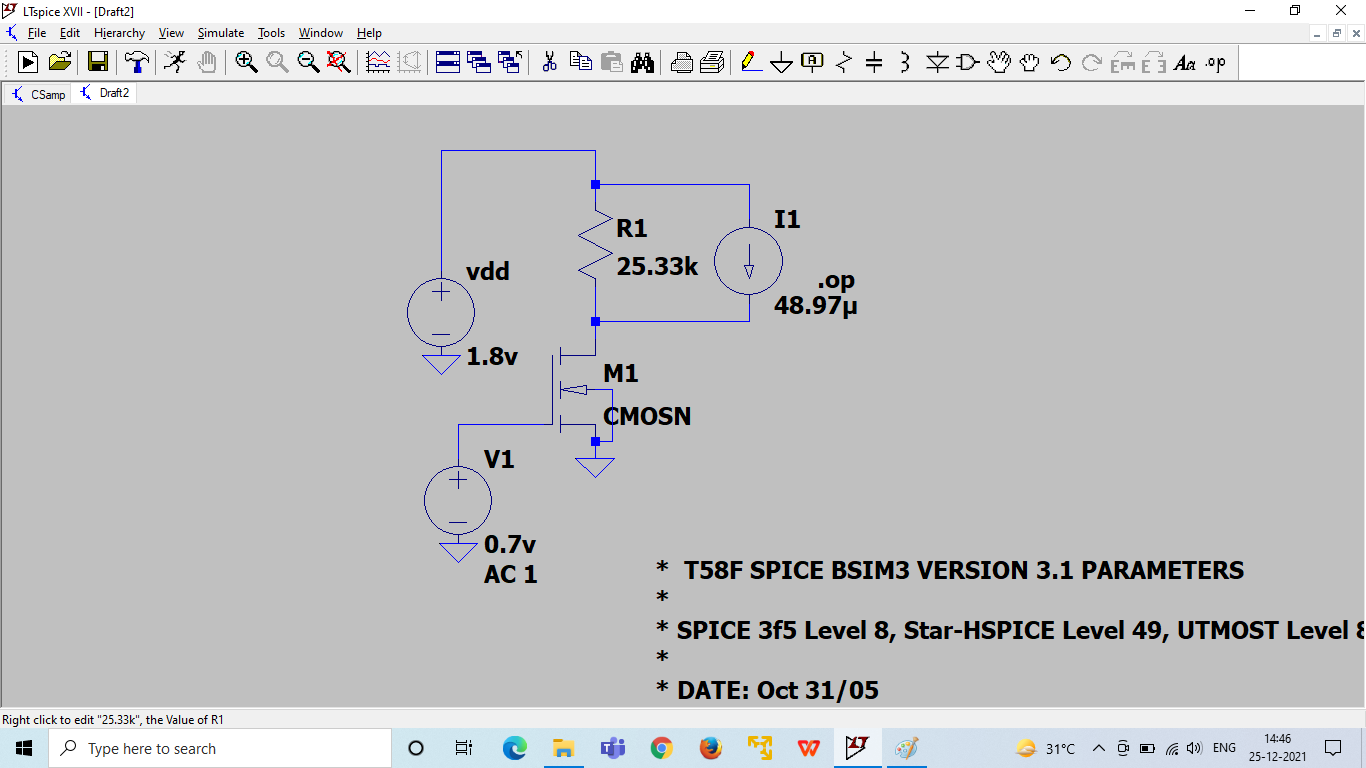 LTspice XVII - [Draft2]
File Edit Hierarchy View Simulate Tools Window Help
Aa .op
CSamp Draft2
I1
R1
25.33k
vdd
.op
48.97µ
1.8v
M1
CMOSN
V1
0.7v
AC 1
* T58F SPICE BSIM3 VERSION 3.1 PARAMETERS
*
* SPICE 3f5 Level 8, Star-HSPICE Level 49, UTMOST Level 8
*
* DATE: Oct 31/05
Right click to edit "25.33k", the Value of R1
Type here to search
31°C
ENG
14:46
25-12-2021